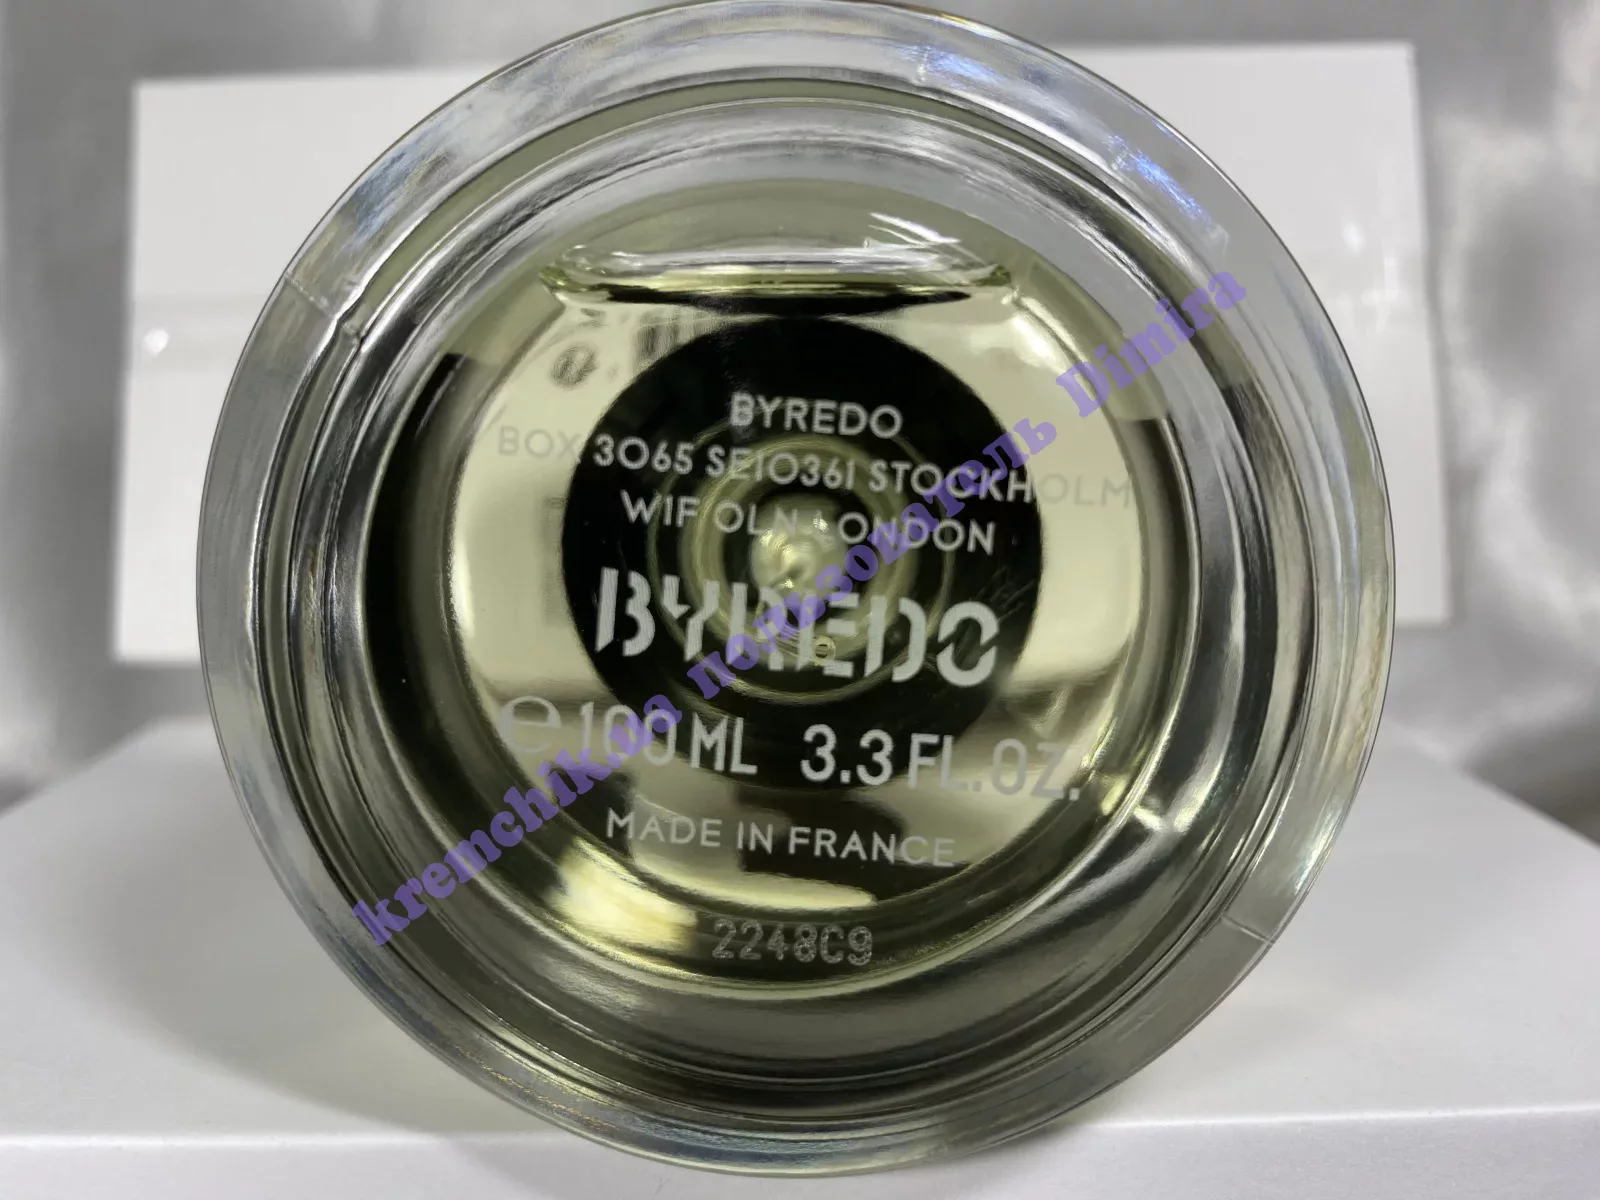 BYREDO
BOX 3065 SE10361 STOCKHOLM
W1F OLN LONDON
BYREDO
℮ 100 ML 3.3 FL.OZ.
MADE IN FRANCE
2248C9
kremchik.ua пользователь Dimira